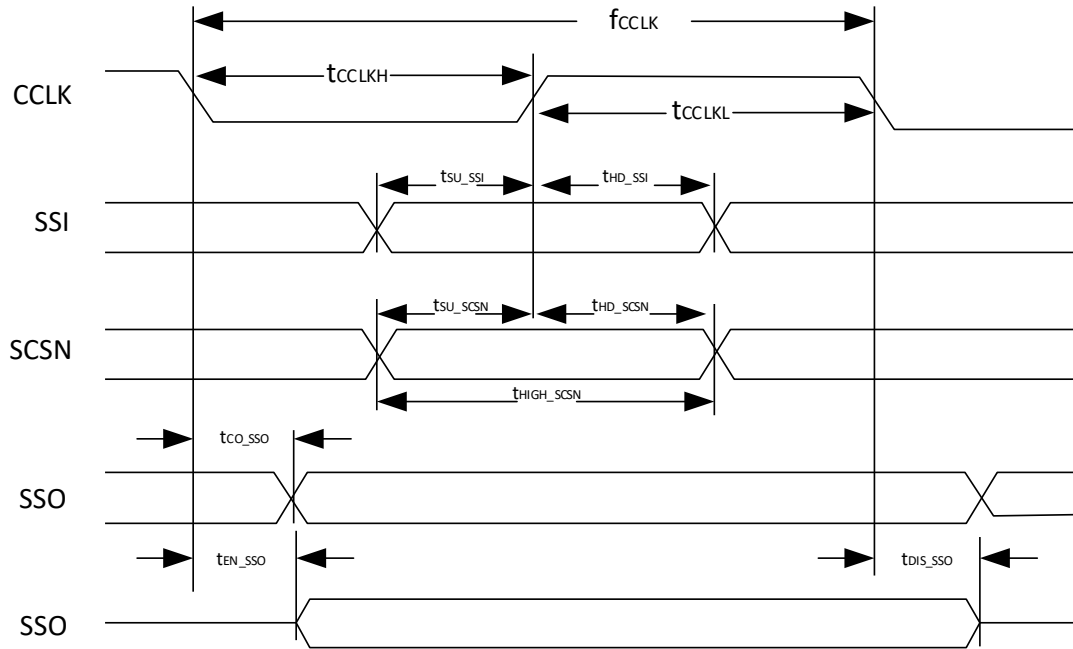 fCCLK
tCCLKH
CCLK
tCCLKL
tSU_SSI
tHD_SSI
SSI
tSU_SCSN
tHD_SCSN
SCSN
tHIGH_SCSN
tCO_SSO
SSO
tEN_SSO
tDIS_SSO
SSO